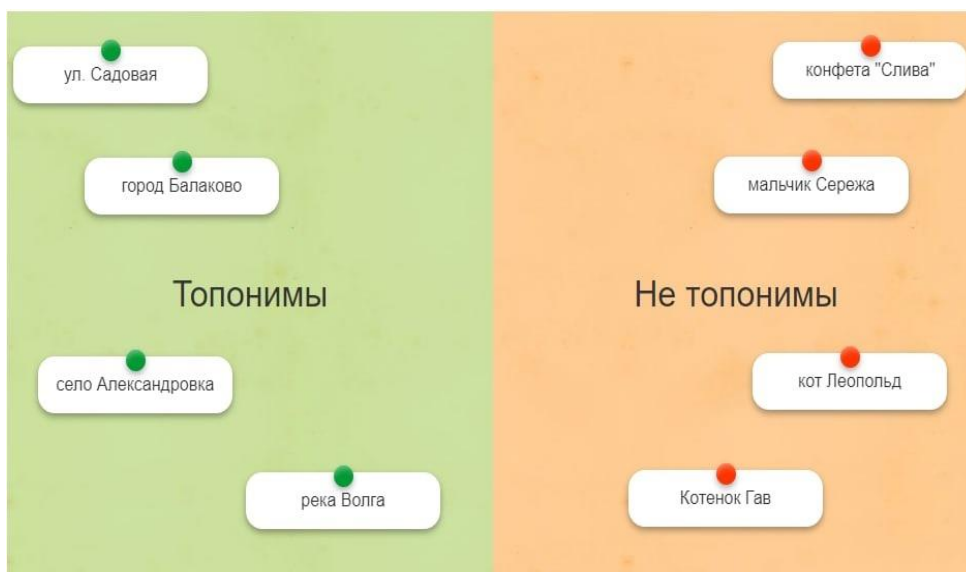 ул. Садовая
город Балаково
Топонимы
село Александровка
река Волга
конфета "Слива"
мальчик Сережа
Не топонимы
кот Леопольд
Котенок Гав